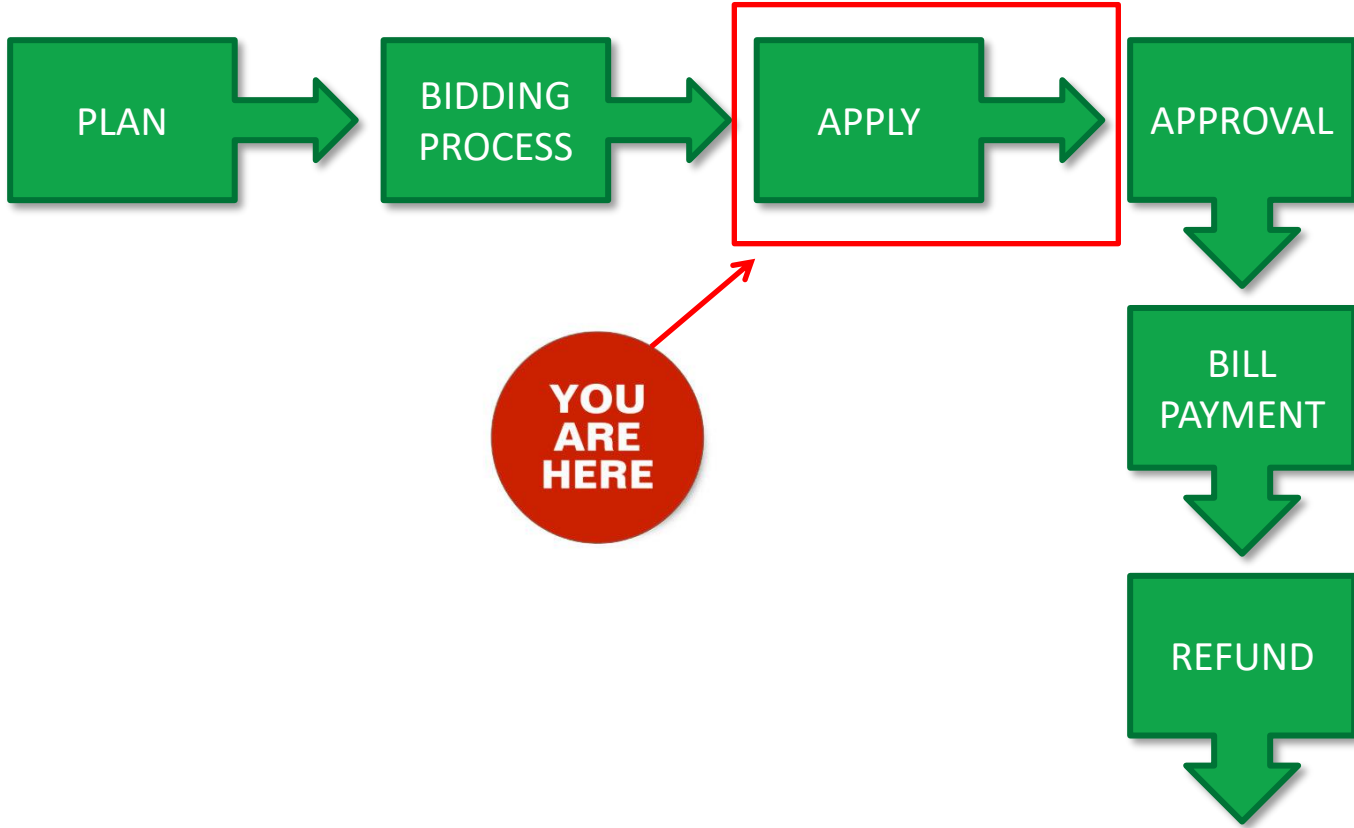 PLAN
BIDDING
PROCESS
APPLY
APPROVAL
YOU
ARE
HERE
BILL
PAYMENT
REFUND